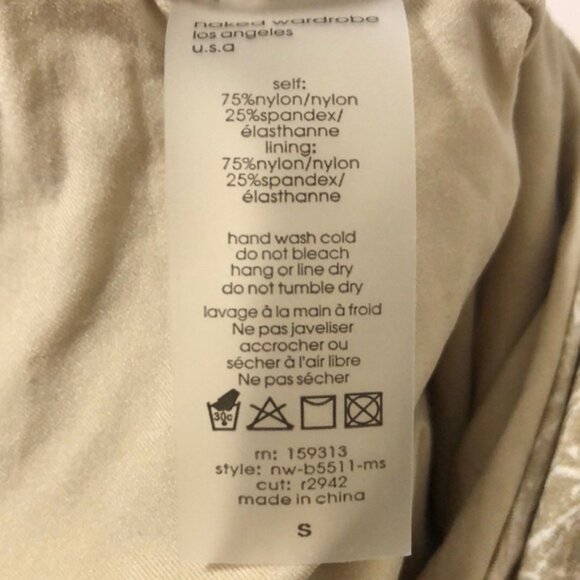 naked wardrobe
los angeles
u.s.a
self:
75%nylon/nylon
25%spandex/
élasthanne
lining:
75%nylon/nylon
25%spandex/
élasthanne
hand wash cold
do not bleach
hang or line dry
do not tumble dry
lavage à la main à froid
Ne pas javeliser
accrocher ou
sécher à l'air libre
Ne pas sécher
30c
rn: 159313
style: nw-b5511-ms
cut: r2942
made in china
s